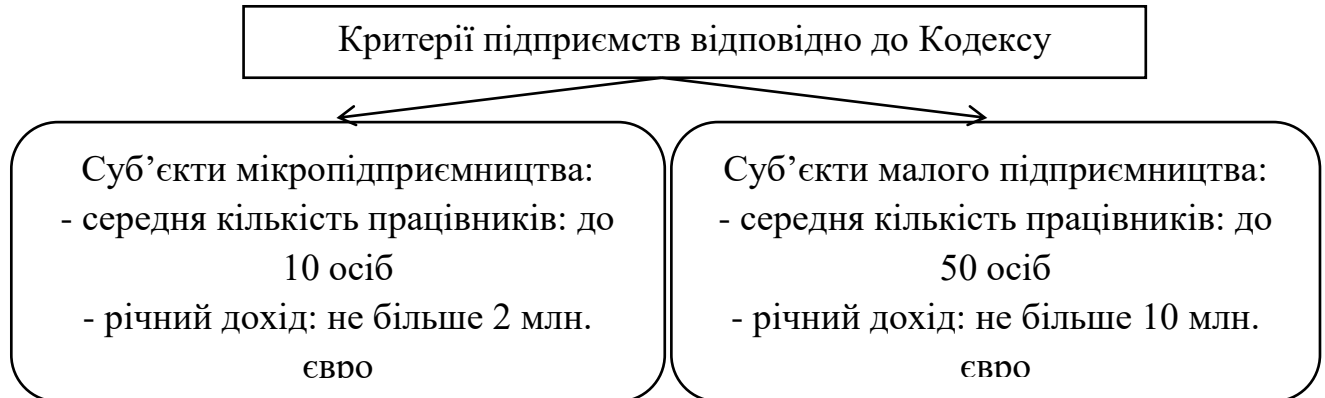 Критерії підприємств відповідно до Кодексу
Суб’єкти мікропідприємництва:
- середня кількість працівників: до
10 осіб
- річний дохід: не більше 2 млн.
євро
Суб’єкти малого підприємництва:
- середня кількість працівників: до
50 осіб
- річний дохід: не більше 10 млн.
євро